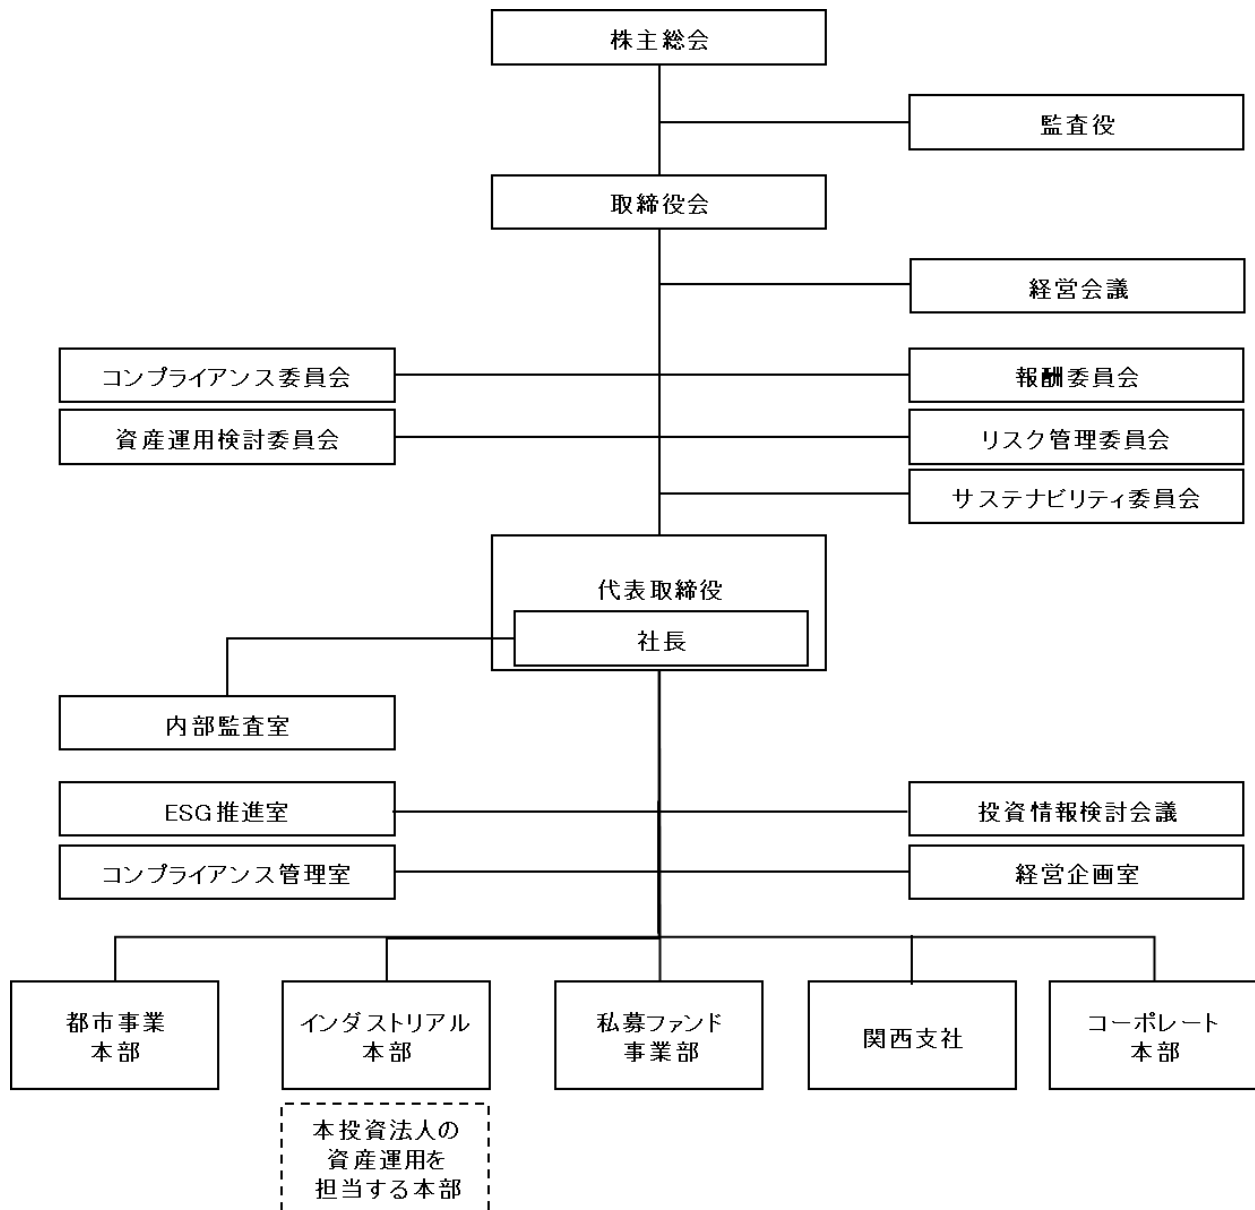 株主総会
監査役
取締役会
経営会議
コンプライアンス委員会
報酬委員会
資産運用検討委員会
リスク管理委員会
サステナビリティ委員会
代表取締役
社長
内部監査室
ESG推進室
投資情報検討会議
コンプライアンス管理室
経営企画室
都市事業
本部
インダストリアル
本部
私募ファンド
事業部
関西支社
コーポレート
本部
本投資法人の
資産運用を
担当する本部